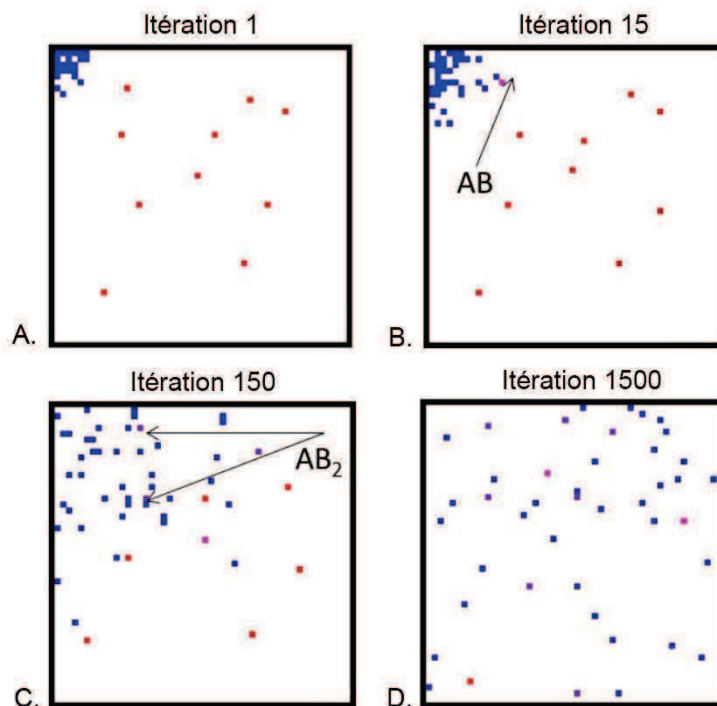 Itération 1
Itération 15
AB
A.
B.
Itération 150
Itération 1500
AB₂
C.
D.